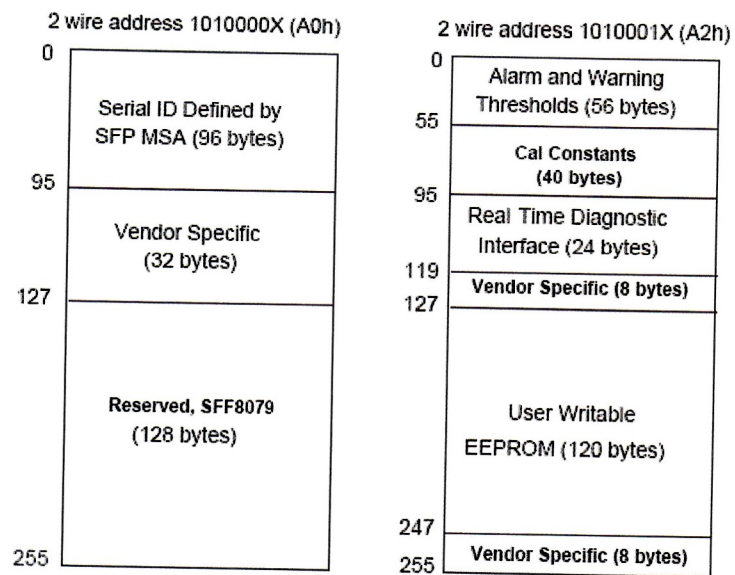 2 wire address 1010000X (A0h)
0
Serial ID Defined by
SFP MSA (96 bytes)
95
Vendor Specific
(32 bytes)
127
Reserved, SFF8079
(128 bytes)
255
2 wire address 1010001X (A2h)
0
Alarm and Warning
Thresholds (56 bytes)
55
Cal Constants
(40 bytes)
95
Real Time Diagnostic
Interface (24 bytes)
119
Vendor Specific (8 bytes)
127
User Writable
EEPROM (120 bytes)
247
Vendor Specific (8 bytes)
255